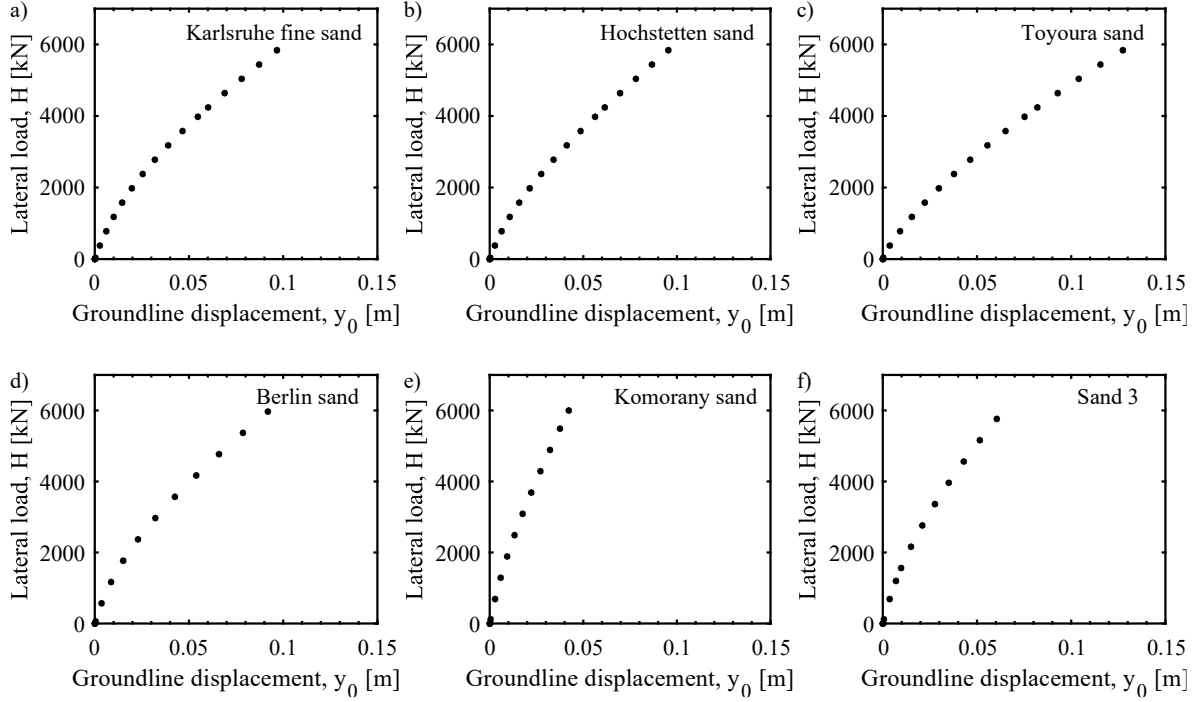 a)
Karlsruhe fine sand
Lateral load, H [kN]
6000
4000
2000
0
0 0.05 0.1 0.15
Groundline displacement, y0 [m]
b)
Hochstetten sand
Lateral load, H [kN]
6000
4000
2000
0
0 0.05 0.1 0.15
Groundline displacement, y0 [m]
c)
Toyoura sand
Lateral load, H [kN]
6000
4000
2000
0
0 0.05 0.1 0.15
Groundline displacement, y0 [m]
d)
Berlin sand
Lateral load, H [kN]
6000
4000
2000
0
0 0.05 0.1 0.15
Groundline displacement, y0 [m]
e)
Komorany sand
Lateral load, H [kN]
6000
4000
2000
0
0 0.05 0.1 0.15
Groundline displacement, y0 [m]
f)
Sand 3
Lateral load, H [kN]
6000
4000
2000
0
0 0.05 0.1 0.15
Groundline displacement, y0 [m]